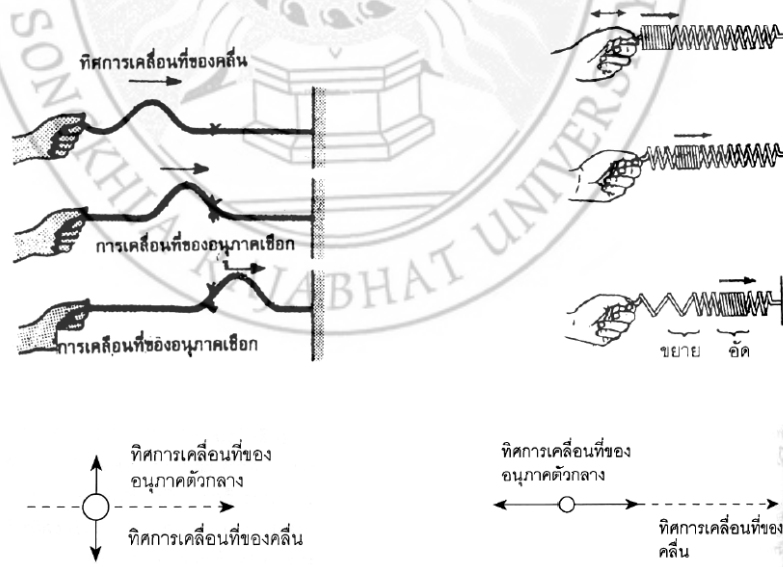 ทิศการเคลื่อนที่ของคลื่น
การเคลื่อนที่ของอนุภาคเชือก
การเคลื่อนที่ของอนุภาคเชือก
ขยาย อัด
ทิศการเคลื่อนที่ของ
อนุภาคตัวกลาง
ทิศการเคลื่อนที่ของคลื่น
ทิศการเคลื่อนที่ของ
อนุภาคตัวกลาง
ทิศการเคลื่อนที่ของ
คลื่น
SONGKHLA RAJABHAT UNIVERSITY